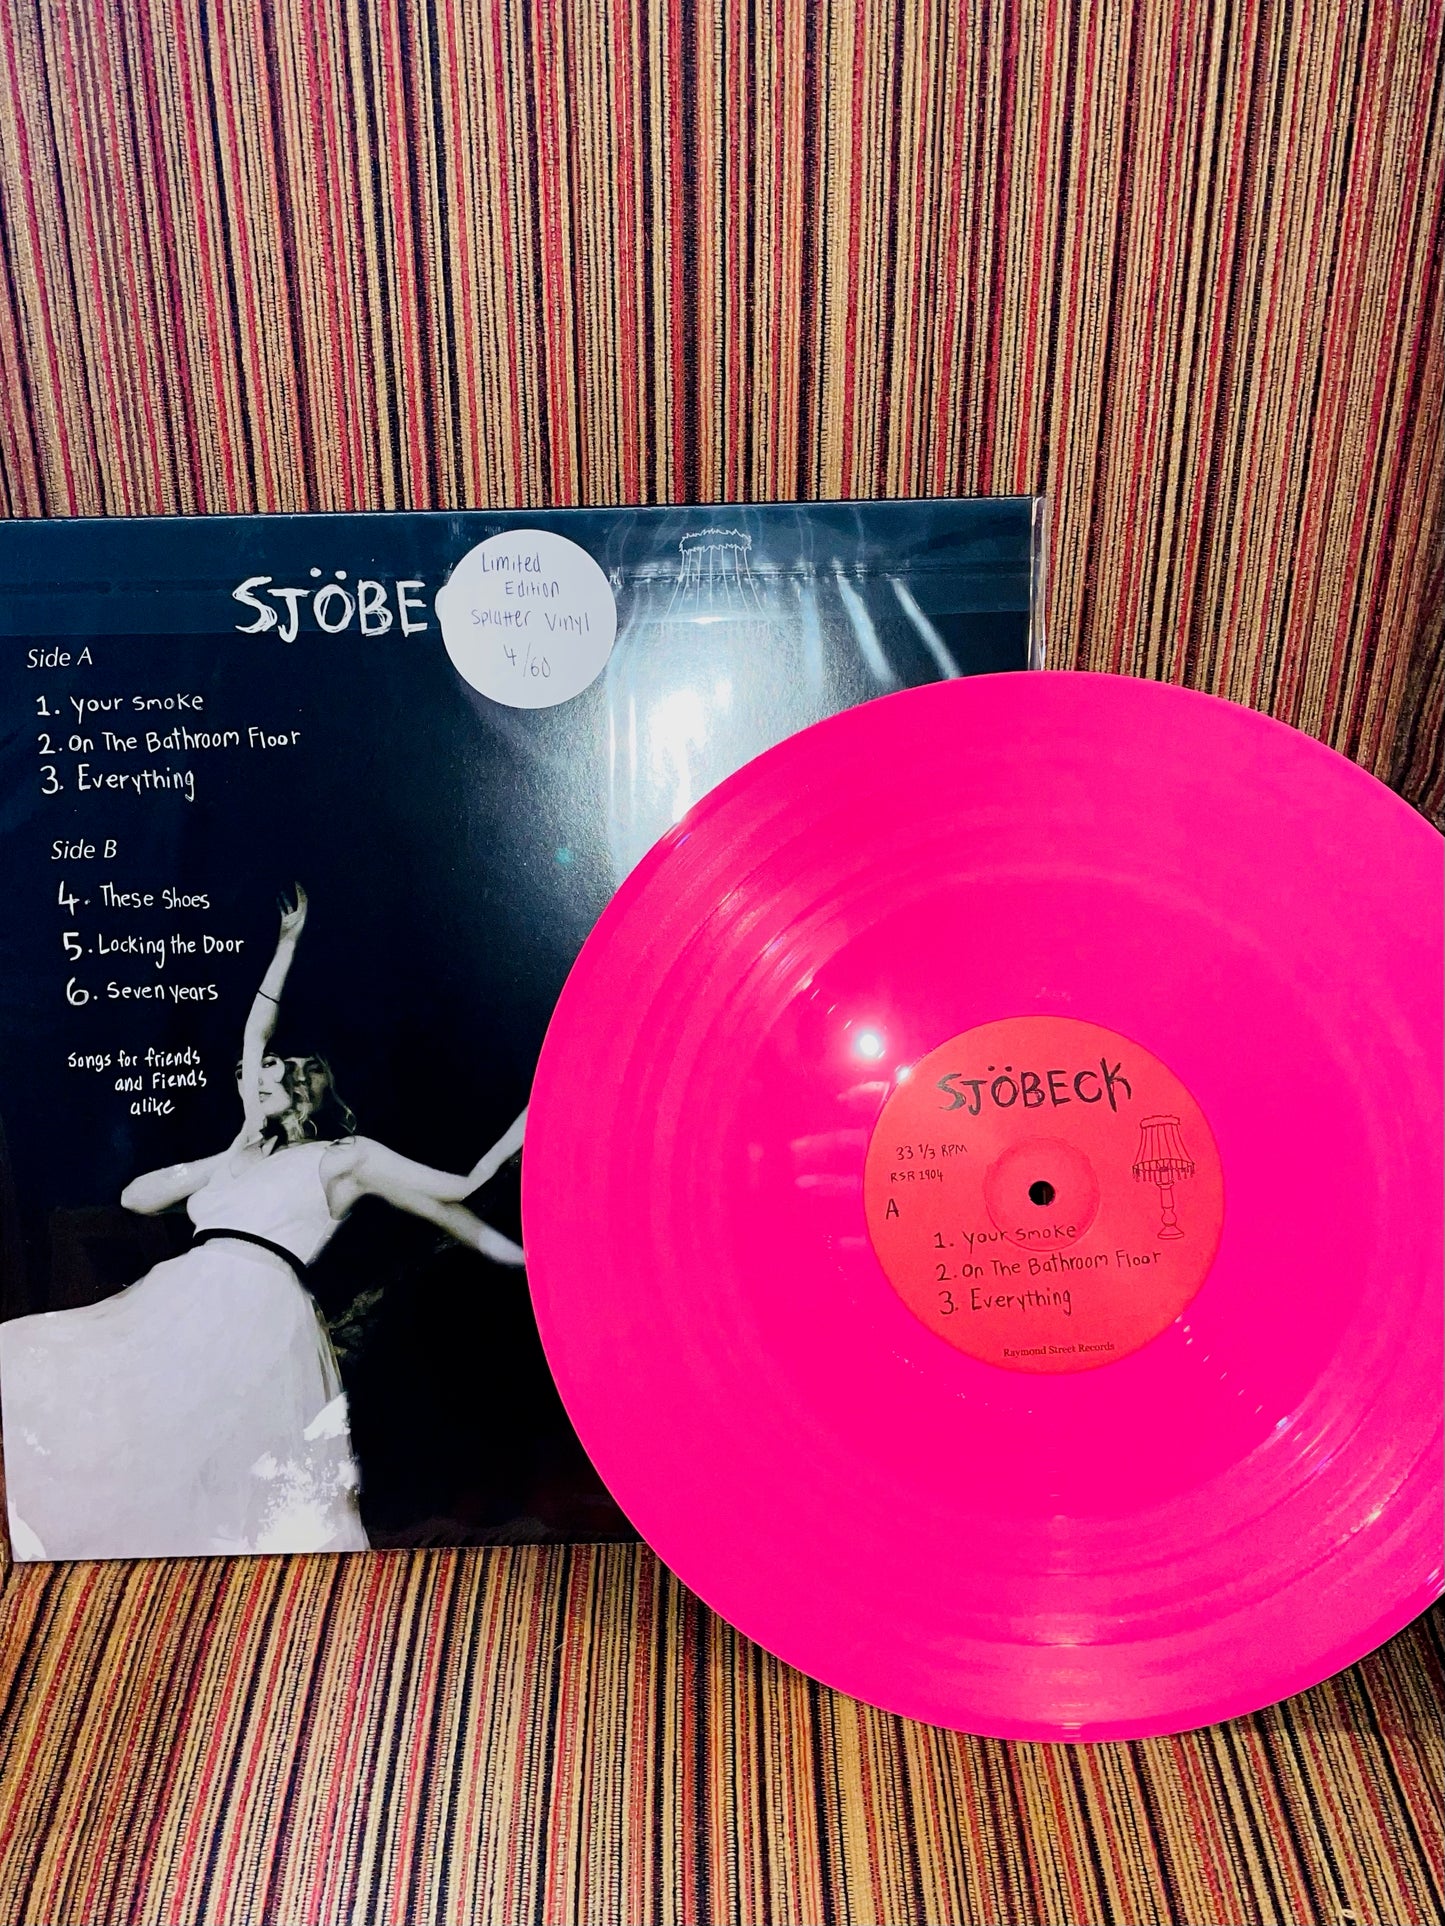 SJÖBE
Limited
Edition
Splatter Vinyl
4/60
Side A
1. Your Smoke
2. On The Bathroom Floor
3. Everything
Side B
4. These Shoes
5. Locking the Door
6. Seven years
Songs for friends
and Fiends
alike
SJÖBECK
33 1/3 RPM
RSR 1904
A
1. Your Smoke
2. On The Bathroom Floor
3. Everything
Raymond Street Records